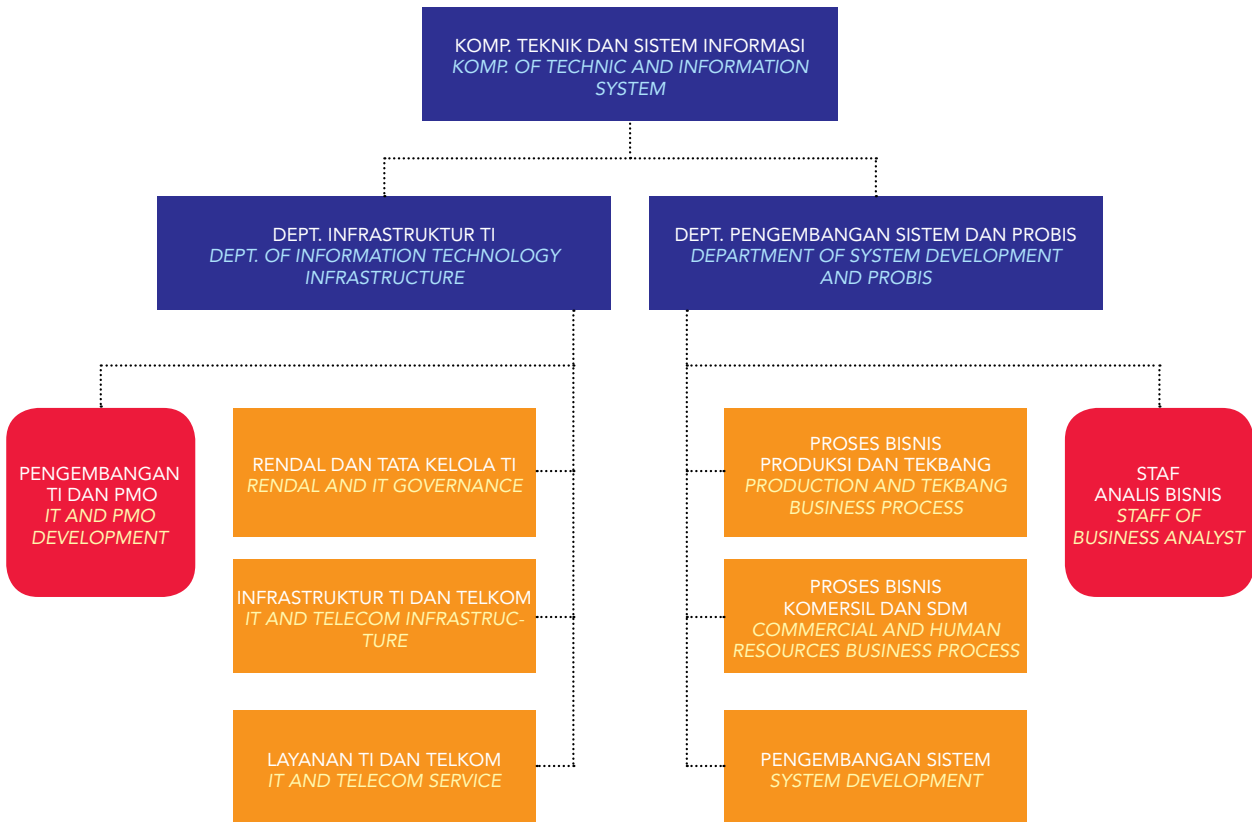 KOMP. TEKNIK DAN SISTEM INFORMASI
KOMP. OF TECHNIC AND INFORMATION
SYSTEM
DEPT. INFRASTRUKTUR TI
DEPT. OF INFORMATION TECHNOLOGY
INFRASTRUCTURE
DEPT. PENGEMBANGAN SISTEM DAN PROBIS
DEPARTMENT OF SYSTEM DEVELOPMENT
AND PROBIS
PENGEMBANGAN
TI DAN PMO
IT AND PMO
DEVELOPMENT
RENDAL DAN TATA KELOLA TI
RENDAL AND IT GOVERNANCE
INFRASTRUKTUR TI DAN TELKOM
IT AND TELECOM INFRASTRUC-
TURE
LAYANAN TI DAN TELKOM
IT AND TELECOM SERVICE
PROSES BISNIS
PRODUKSI DAN TEKBANG
PRODUCTION AND TEKBANG
BUSINESS PROCESS
PROSES BISNIS
KOMERSIL DAN SDM
COMMERCIAL AND HUMAN
RESOURCES BUSINESS PROCESS
PENGEMBANGAN SISTEM
SYSTEM DEVELOPMENT
STAF
ANALIS BISNIS
STAFF OF
BUSINESS ANALYST